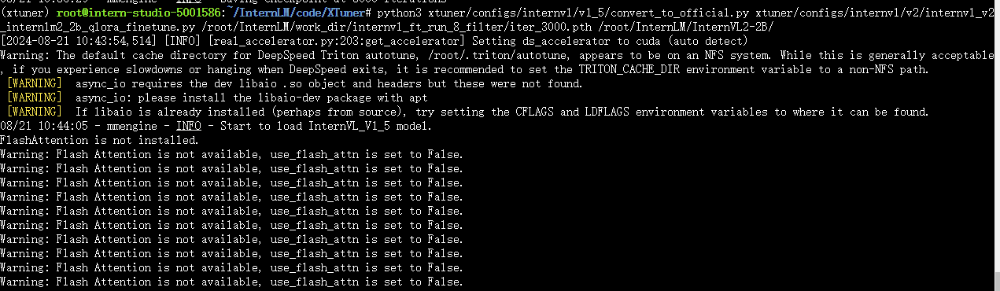 (xtuner) root@intern-studio-5001586:~/InternLM/code/XTuner# python3 xtuner/configs/internvl/v1_5/convert_to_official.py xtuner/configs/internvl/v2/internvl_v2
_internlm2_2b_qlora_finetune.py /root/InternLM/work_dir/internvl_ft_run_8_filter/iter_3000.pth /root/InternLM/InternVL2-2B/
[2024-08-21 10:43:54,514] [INFO] [real_accelerator.py:203:get_accelerator] Setting ds_accelerator to cuda (auto detect)
Warning: The default cache directory for DeepSpeed Triton autotune, /root/.triton/autotune, appears to be on an NFS system. While this is generally acceptable
, if you experience slowdowns or hanging when DeepSpeed exits, it is recommended to set the TRITON_CACHE_DIR environment variable to a non-NFS path.
[WARNING]  async_io requires the dev libaio .so object and headers but these were not found.
[WARNING]  async_io: please install the libaio-dev package with apt
[WARNING]  If libaio is already installed (perhaps from source), try setting the CFLAGS and LDFLAGS environment variables to where it can be found.
08/21 10:44:05 - mmengine - INFO - Start to load InternVL_V1_5 model.
FlashAttention is not installed.
Warning: Flash Attention is not available, use_flash_attn is set to False.
Warning: Flash Attention is not available, use_flash_attn is set to False.
Warning: Flash Attention is not available, use_flash_attn is set to False.
Warning: Flash Attention is not available, use_flash_attn is set to False.
Warning: Flash Attention is not available, use_flash_attn is set to False.
Warning: Flash Attention is not available, use_flash_attn is set to False.
Warning: Flash Attention is not available, use_flash_attn is set to False.
Warning: Flash Attention is not available, use_flash_attn is set to False.
Warning: Flash Attention is not available, use_flash_attn is set to False.
Warning: Flash Attention is not available, use_flash_attn is set to False.